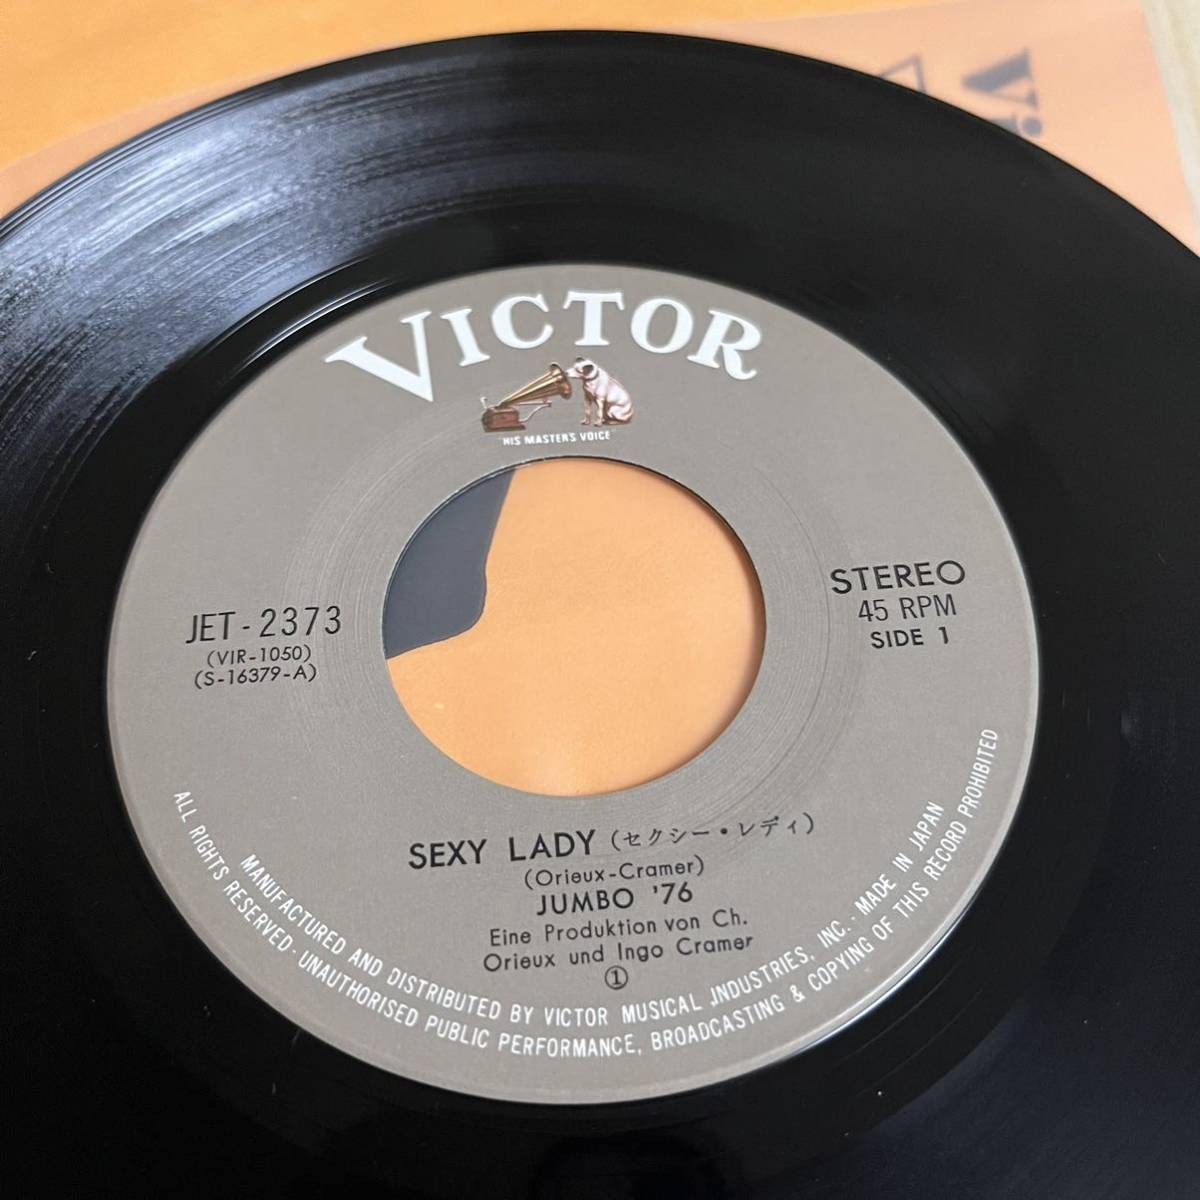 Vi
VICTOR
"HIS MASTER'S VOICE"
JET-2373
(VIR-1050)
(S-16379-A)
STEREO
45 RPM
SIDE 1
SEXY LADY (セクシー・レディ)
(Orieux-Cramer)
JUMBO '76
Eine Produktion von Ch.
Orieux und Ingo Cramer
①
MANUFACTURED AND DISTRIBUTED BY VICTOR MUSICAL INDUSTRIES, INC. · MADE IN JAPAN
ALL RIGHTS RESERVED · UNAUTHORISED PUBLIC PERFORMANCE, BROADCASTING & COPYING OF THIS RECORD PROHIBITED